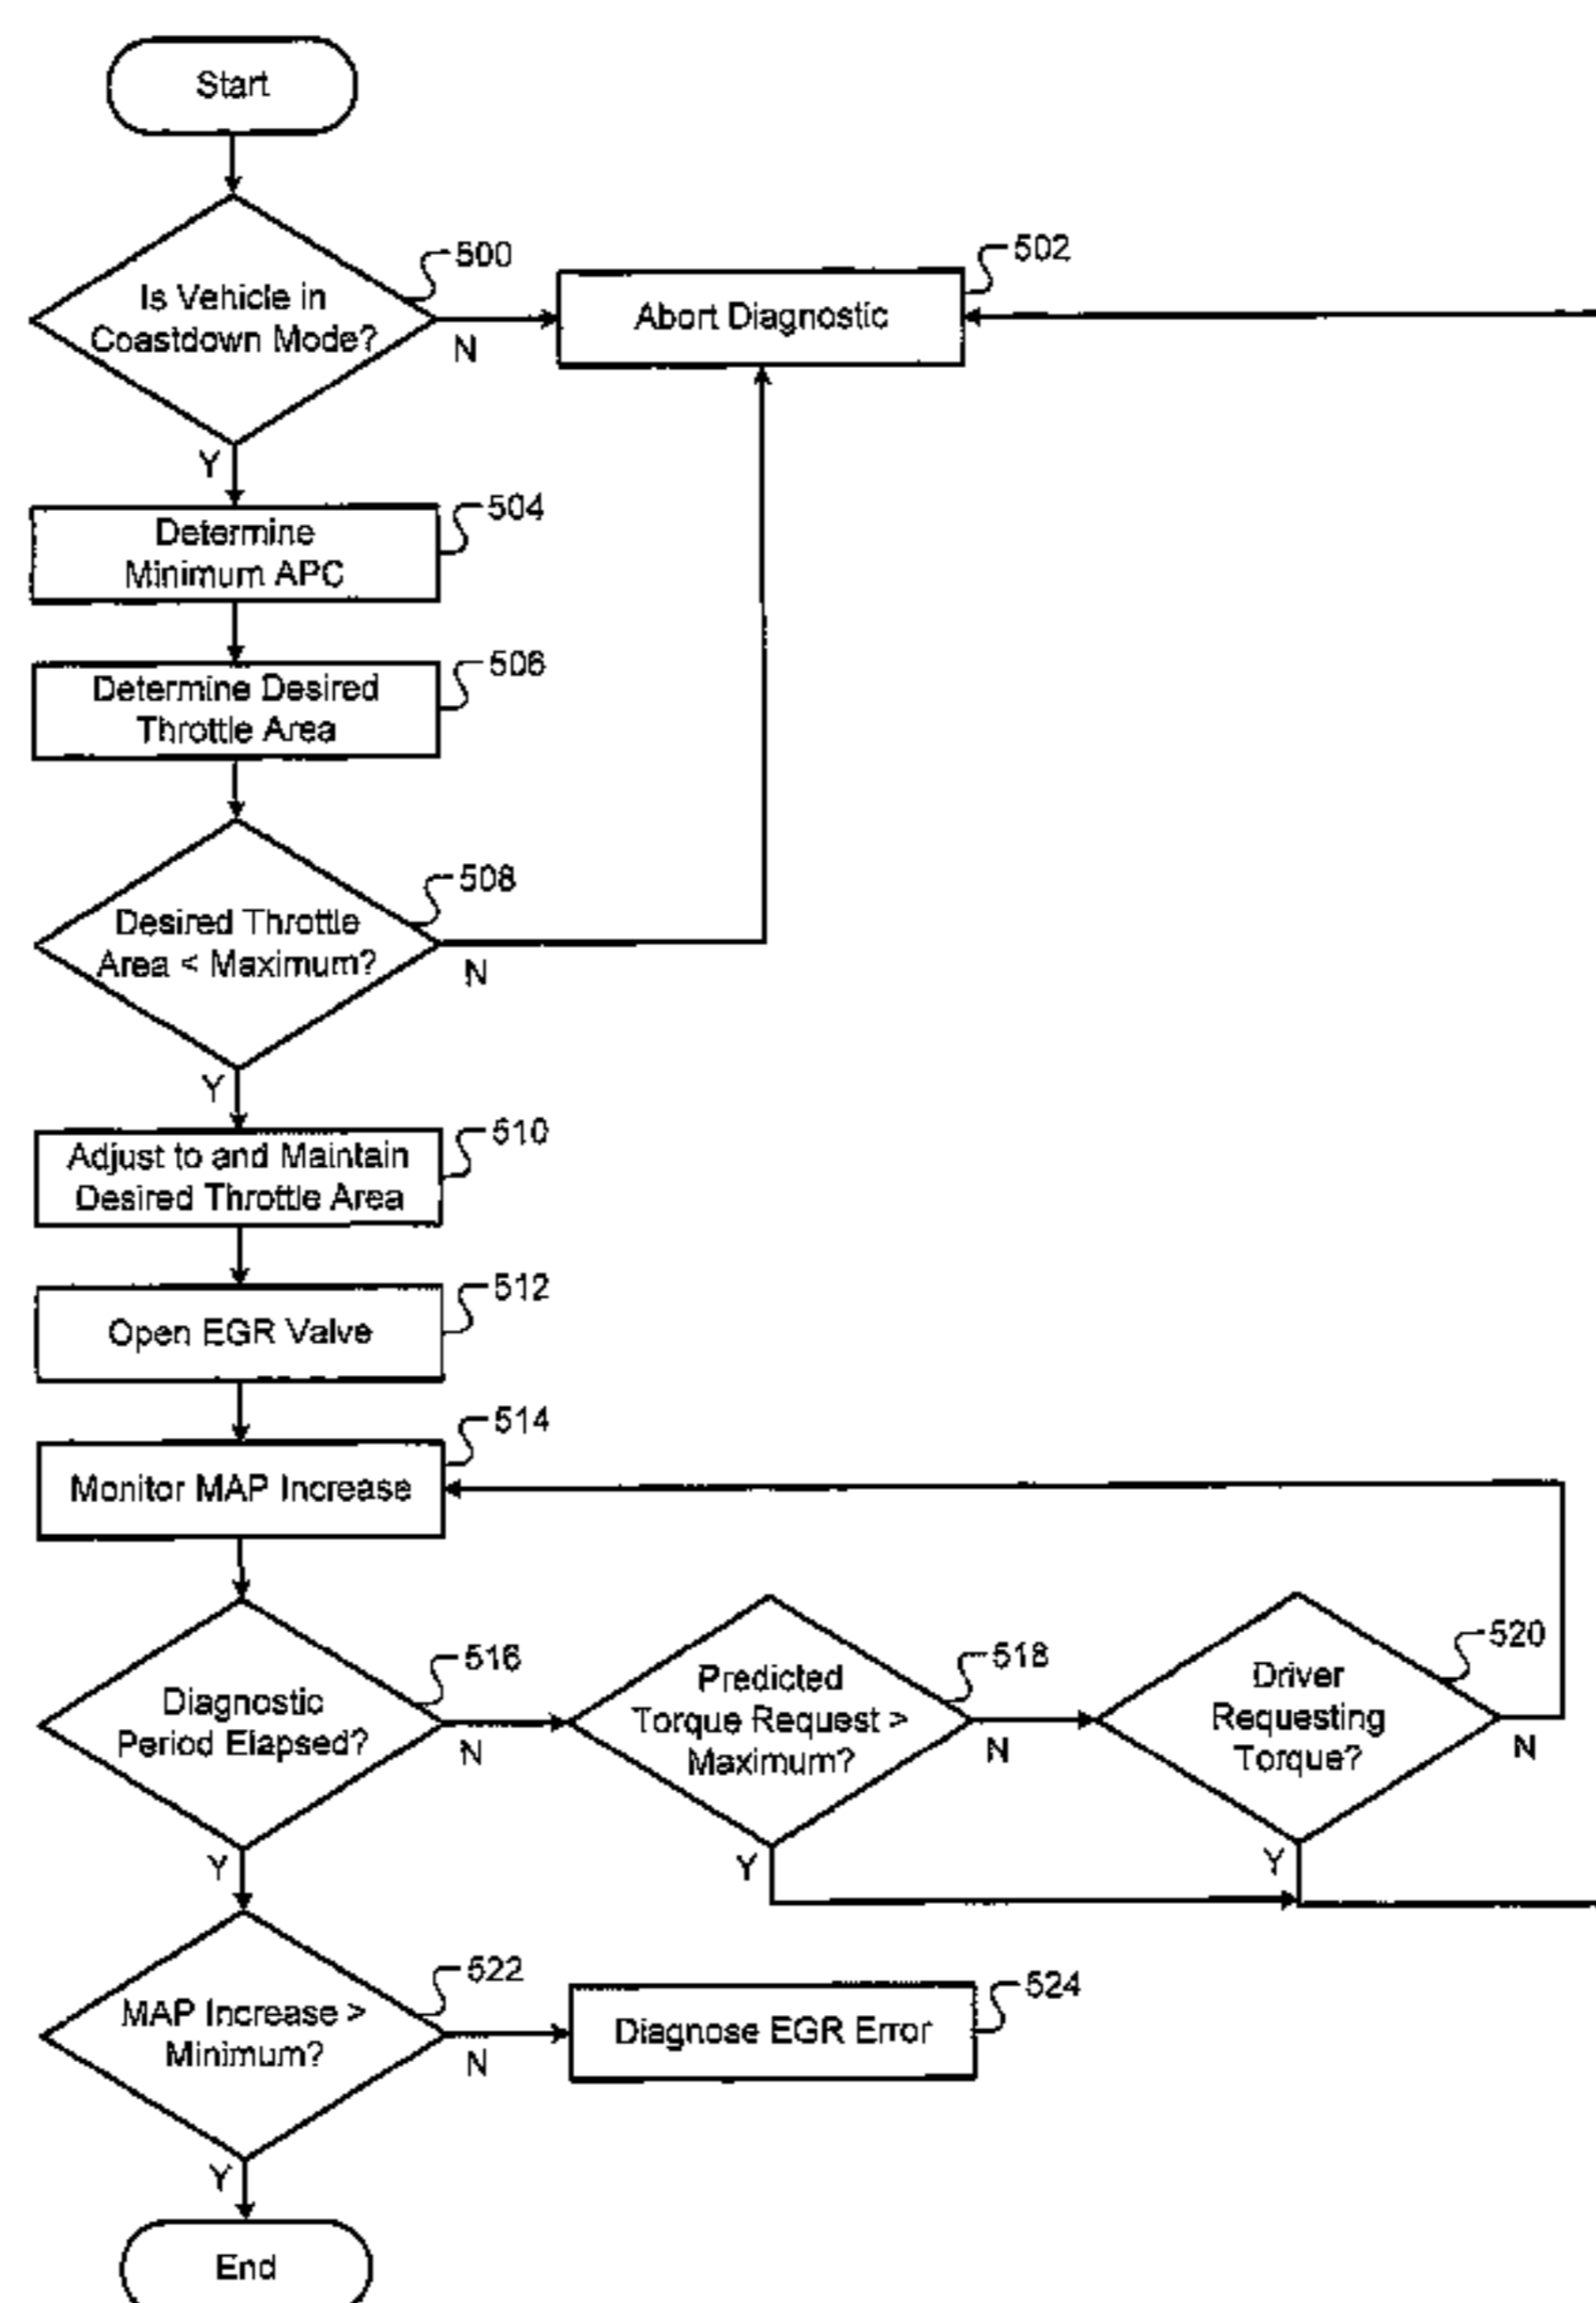 Start
500
Is Vehicle in
Coastdown Mode?
N
Y
502
Abort Diagnostic
504
Determine
Minimum APC
506
Determine Desired
Throttle Area
508
Desired Throttle
Area < Maximum?
N
Y
510
Adjust to and Maintain
Desired Throttle Area
512
Open EGR Valve
514
Monitor MAP Increase
516
Diagnostic
Period Elapsed?
N
Y
518
Predicted
Torque Request >
Maximum?
N
Y
520
Driver
Requesting
Torque?
N
Y
522
MAP Increase >
Minimum?
N
Y
524
Diagnose EGR Error
End